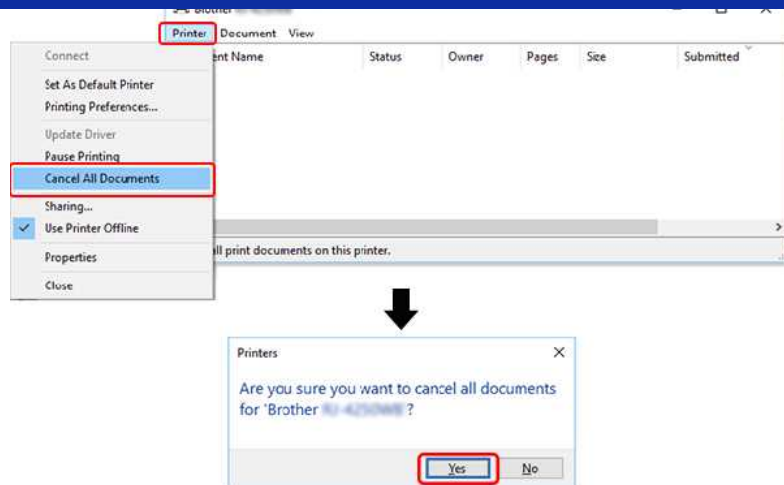 Brother
Printer Document View
Connect
ent Name Status Owner Pages Size Submitted
Set As Default Printer
Printing Preferences...
Update Driver
Pause Printing
Cancel All Documents
Sharing...
Use Printer Offline
Properties
all print documents on this printer.
Close
Printers
Are you sure you want to cancel all documents
for 'Brother '?
Yes No